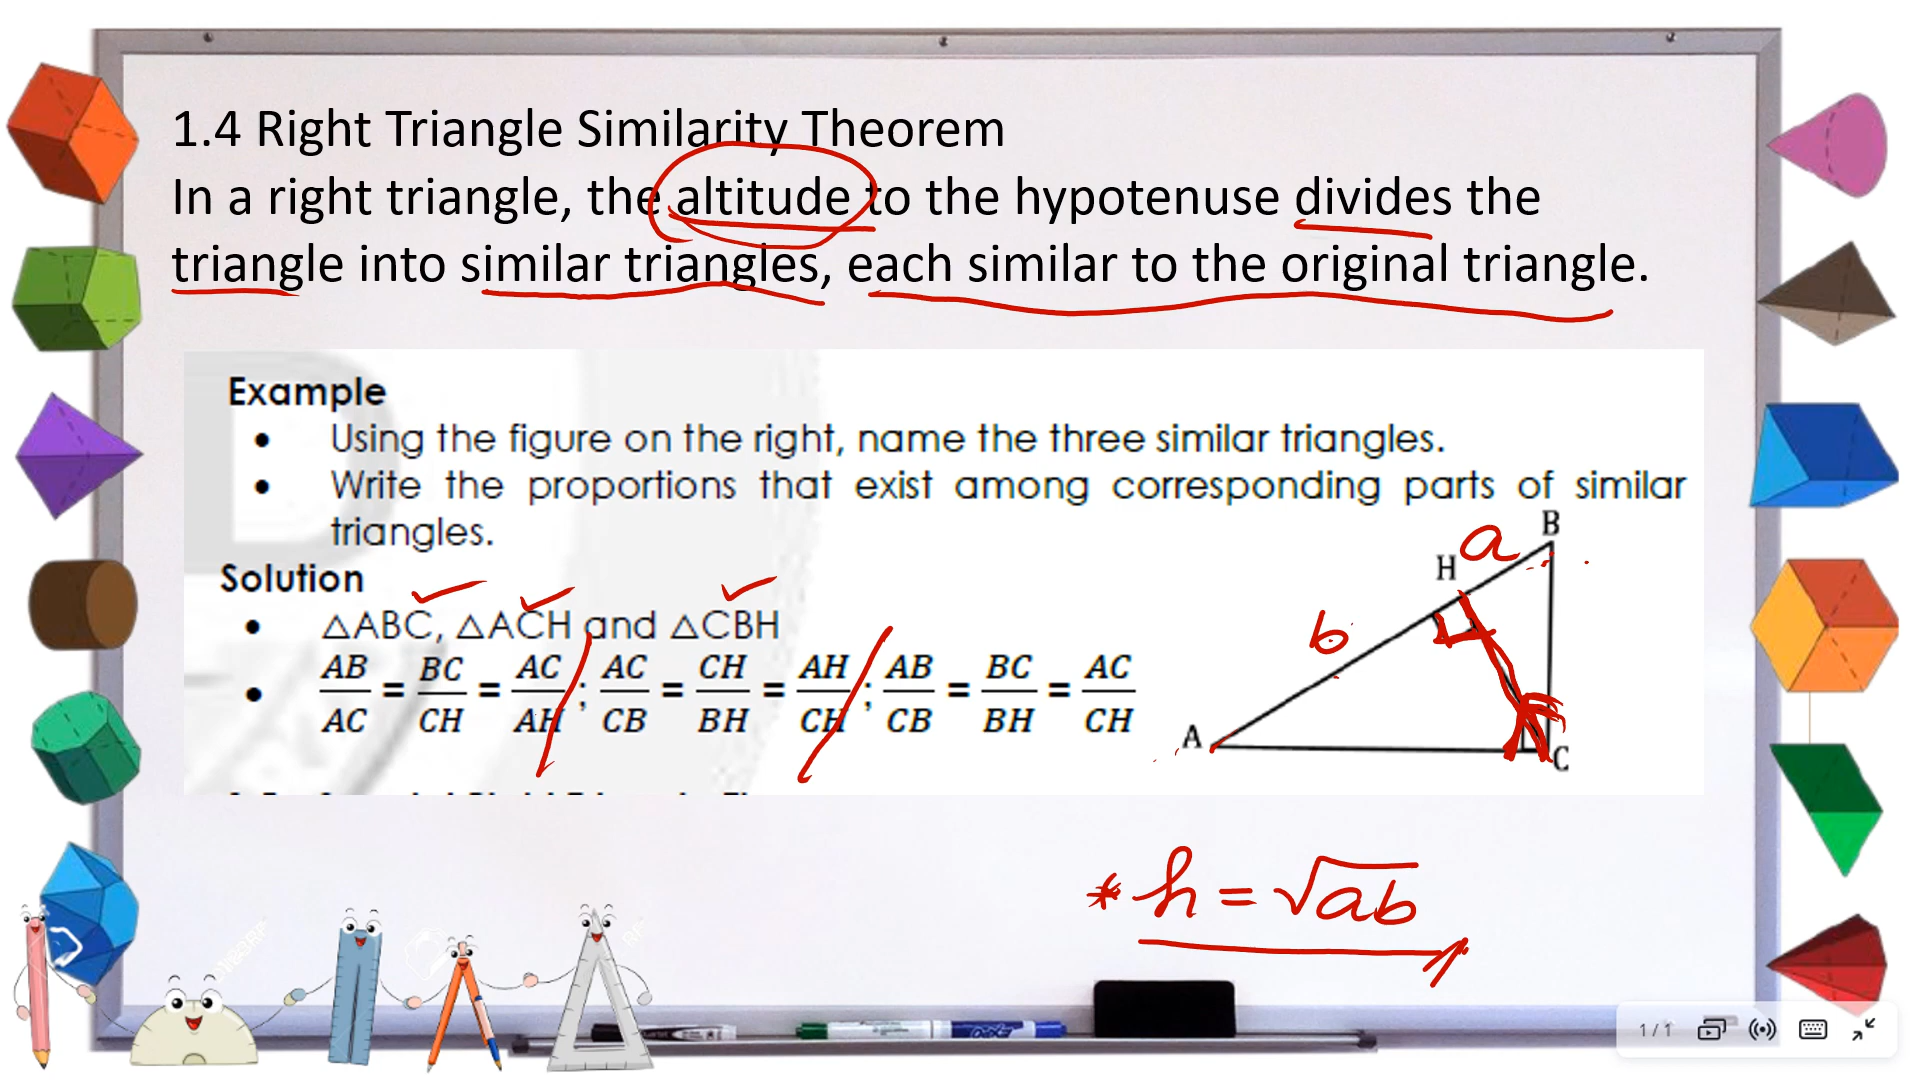 1.4 Right Triangle Similarity Theorem
In a right triangle, the altitude to the hypotenuse divides the
triangle into similar triangles, each similar to the original triangle.
Example
• Using the figure on the right, name the three similar triangles.
• Write the proportions that exist among corresponding parts of similar
triangles.
Solution
• △ABC, △ACH and △CBH
• AB/AC = BC/CH = AC/AH ; AC/CB = CH/BH = AH/CH ; AB/CB = BC/BH = AC/CH
B
a
H
b
A
C
* h = √ab
1/1